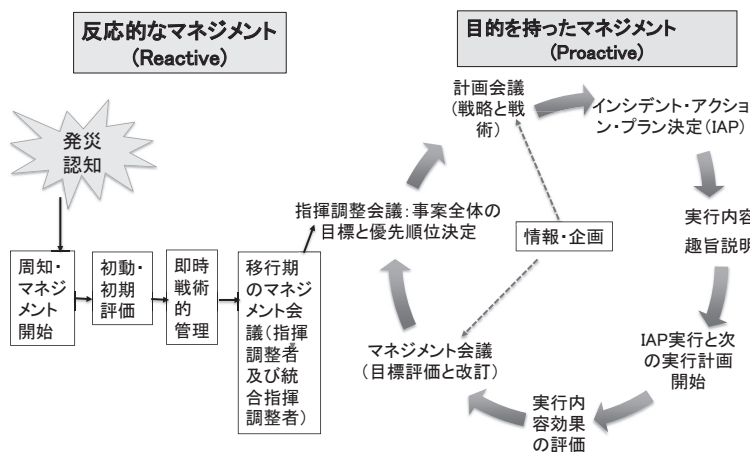 反応的なマネジメント
(Reactive)
発災
認知
周知・
マネジ
メント
開始
初動・
初期
評価
即時
戦術
的
管理
移行期
のマネジ
メント会
議(指揮
調整者
及び統
合指揮
調整者)
目的を持ったマネジメント
(Proactive)
計画会議
(戦略と戦
術)
インシデント・アクショ
ン・プラン決定(IAP)
実行内容
趣旨説明
IAP実行と次
の実行計画
開始
実行内
容効果
の評価
マネジメント会議
(目標評価と改訂)
指揮調整会議:事案全体の
目標と優先順位決定
情報・企画